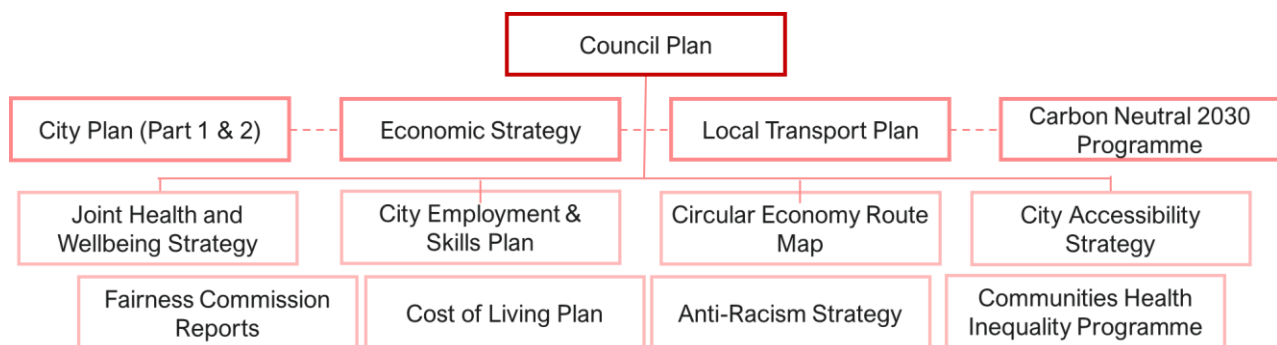 Council Plan
City Plan (Part 1 & 2)
Economic Strategy
Local Transport Plan
Carbon Neutral 2030
Programme
Joint Health and
Wellbeing Strategy
City Employment &
Skills Plan
Circular Economy Route
Map
City Accessibility
Strategy
Fairness Commission
Reports
Cost of Living Plan
Anti-Racism Strategy
Communities Health
Inequality Programme